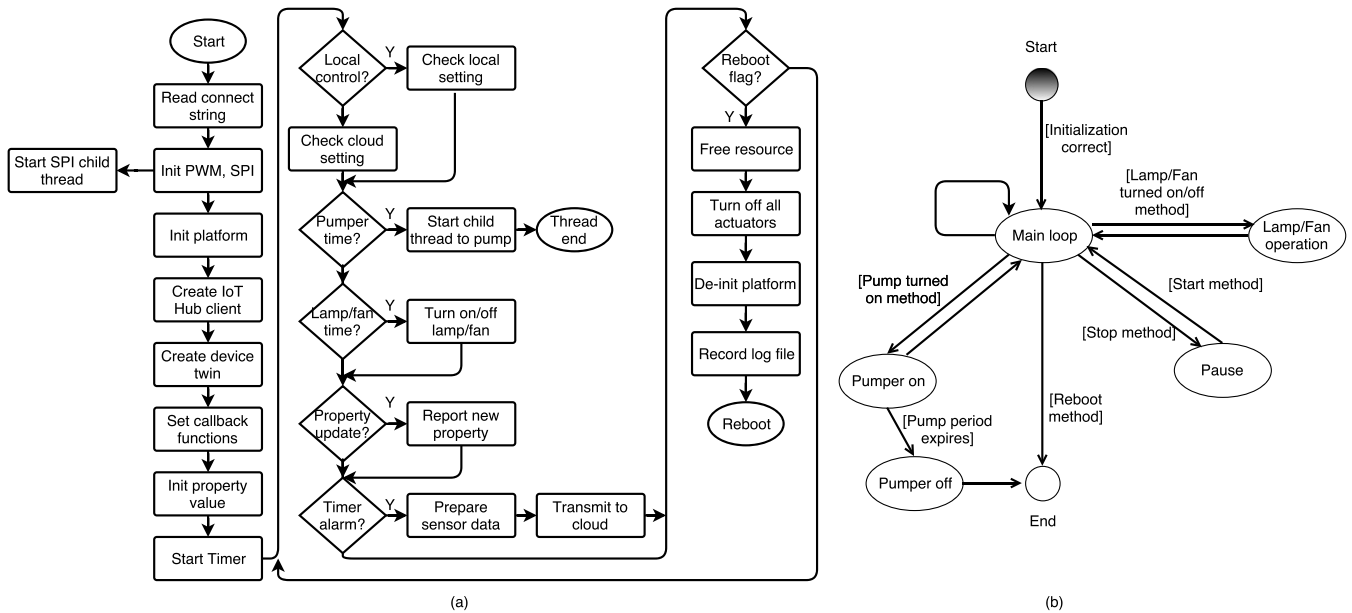 Start
Read connect
string
Start SPI child
thread
Init PWM, SPI
Init platform
Create IoT
Hub client
Create device
twin
Set callback
functions
Init property
value
Start Timer
Local
control?
Y
Check local
setting
Check cloud
setting
Pumper
time?
Y
Start child
thread to pump
Thread
end
Lamp/fan
time?
Y
Turn on/off
lamp/fan
Property
update?
Y
Report new
property
Timer
alarm?
Y
Prepare
sensor data
Transmit to
cloud
Reboot
flag?
Y
Free resource
Turn off all
actuators
De-init platform
Record log file
Reboot
(a)
Start
[Initialization
correct]
[Lamp/Fan
turned on/off
method]
Main loop
Lamp/Fan
operation
[Pump turned
on method]
[Start method]
[Stop method]
Pumper on
Pause
[Reboot
method]
[Pump period
expires]
Pumper off
End
(b)